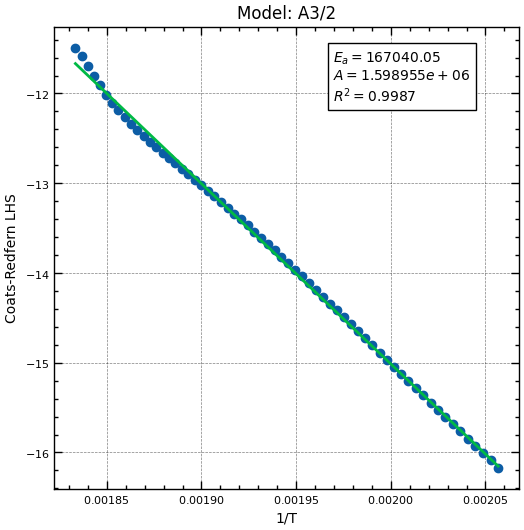 Model: A3/2
E_a = 167040.05
A = 1.598955e + 06
R^2 = 0.9987
Coats-Redfern LHS
−12
−13
−14
−15
−16
0.00185 0.00190 0.00195 0.00200 0.00205
1/T